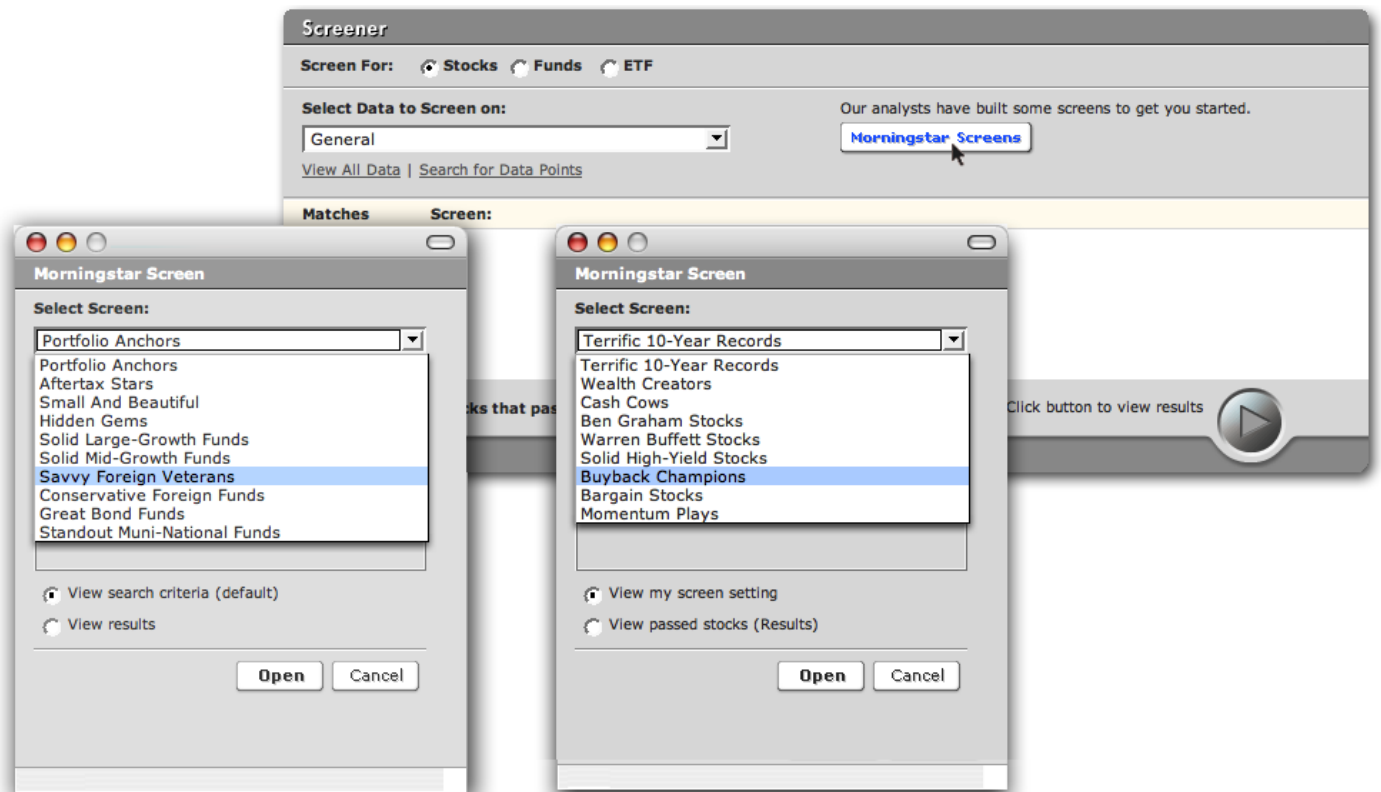 Screener
Screen For: Stocks Funds ETF
Select Data to Screen on:
General
View All Data | Search for Data Points
Our analysts have built some screens to get you started.
Morningstar Screens
Matches Screen:
Click button to view results
Morningstar Screen
Select Screen:
Portfolio Anchors
Portfolio Anchors
Aftertax Stars
Small And Beautiful
Hidden Gems
Solid Large-Growth Funds
Solid Mid-Growth Funds
Savvy Foreign Veterans
Conservative Foreign Funds
Great Bond Funds
Standout Muni-National Funds
View search criteria (default)
View results
Open Cancel
Morningstar Screen
Select Screen:
Terrific 10-Year Records
Terrific 10-Year Records
Wealth Creators
Cash Cows
Ben Graham Stocks
Warren Buffett Stocks
Solid High-Yield Stocks
Buyback Champions
Bargain Stocks
Momentum Plays
View my screen setting
View passed stocks (Results)
Open Cancel